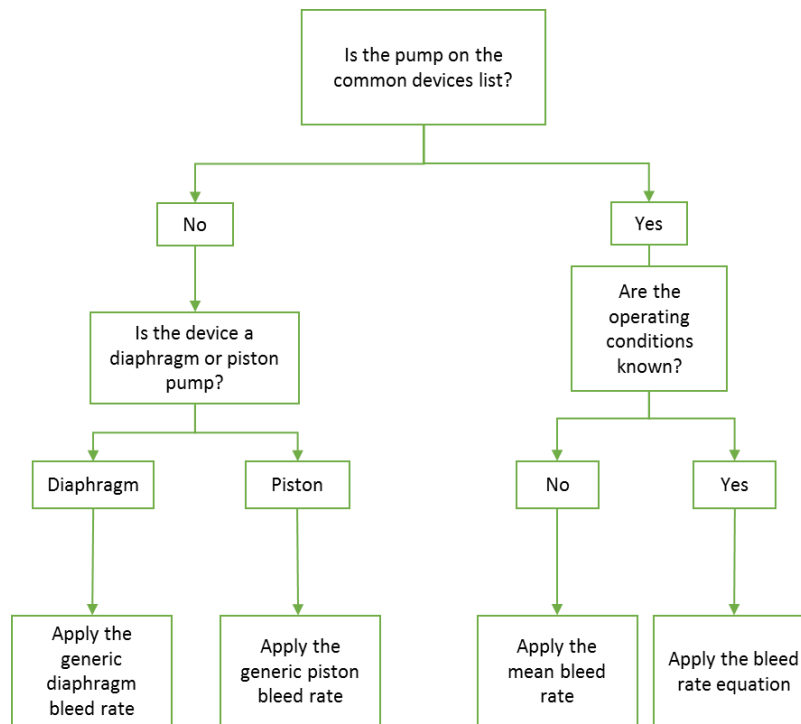 Is the pump on the
common devices list?
No
Yes
Is the device a
diaphragm or piston
pump?
Are the
operating
conditions
known?
Diaphragm
Piston
No
Yes
Apply the
generic
diaphragm
bleed rate
Apply the
generic piston
bleed rate
Apply the
mean bleed
rate
Apply the bleed
rate equation